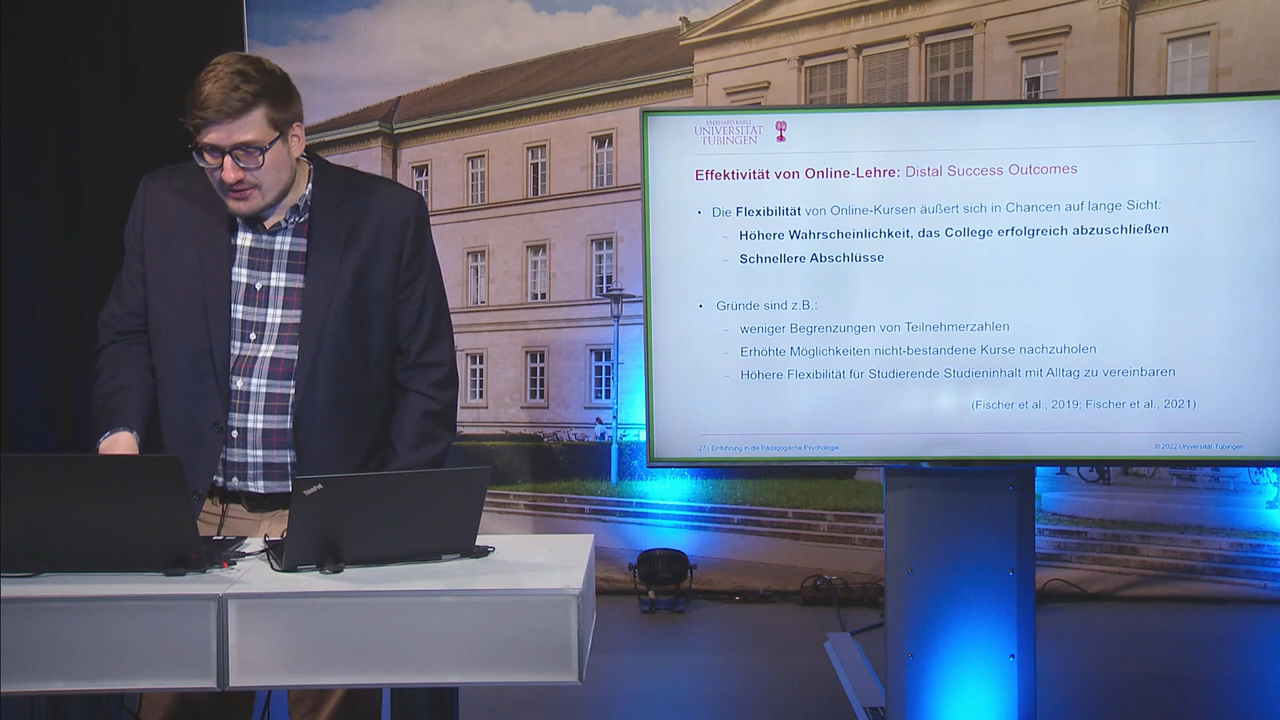 EBERHARD KARLS
UNIVERSITÄT
TÜBINGEN
Effektivität von Online-Lehre: Distal Success Outcomes
• Die Flexibilität von Online-Kursen äußert sich in Chancen auf lange Sicht:
– Höhere Wahrscheinlichkeit, das College erfolgreich abzuschließen
– Schnellere Abschlüsse
• Gründe sind z.B.:
– weniger Begrenzungen von Teilnehmerzahlen
– Erhöhte Möglichkeiten nicht-bestandene Kurse nachzuholen
– Höhere Flexibilität für Studierende Studieninhalt mit Alltag zu vereinbaren
(Fischer et al., 2019; Fischer et al., 2021)
27 | Einführung in die Pädagogische Psychologie
© 2022 Universität Tübingen
ThinkPad